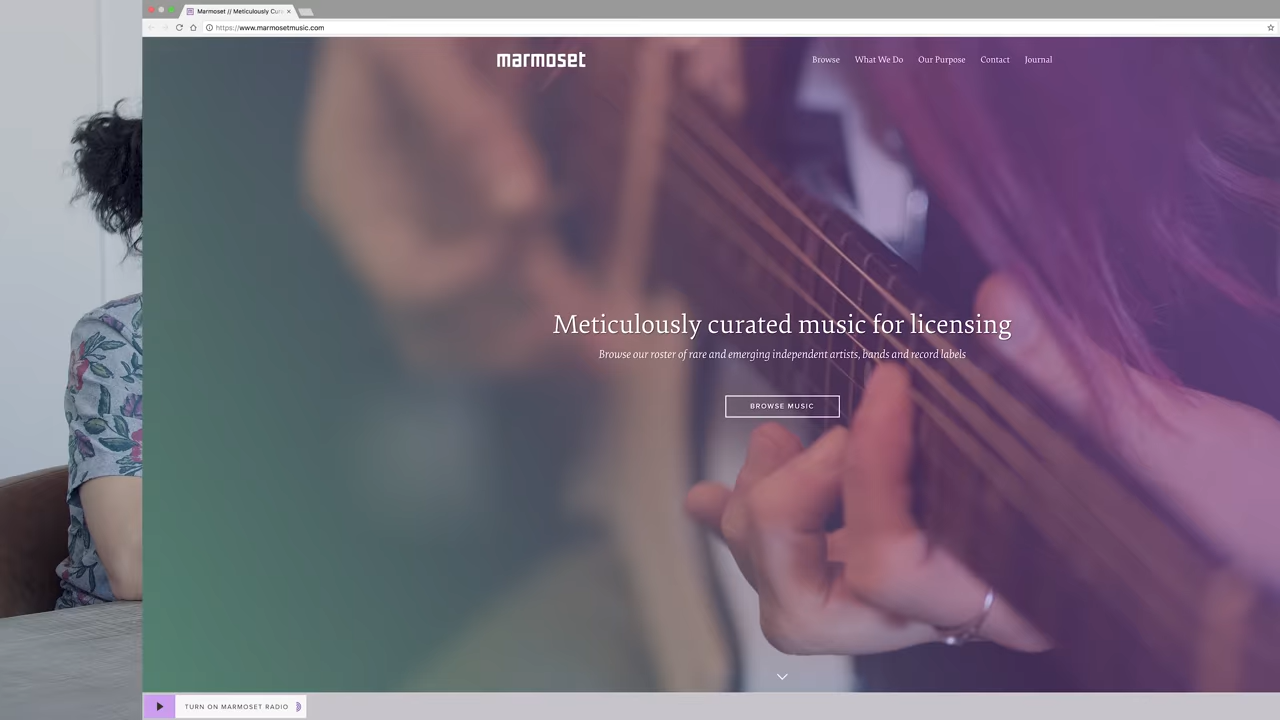 Marmoset // Meticulously Cur
https://www.marmosetmusic.com
marmoset
Browse What We Do Our Purpose Contact Journal
Meticulously curated music for licensing
Browse our roster of rare and emerging independent artists, bands and record labels
BROWSE MUSIC
TURN ON MARMOSET RADIO